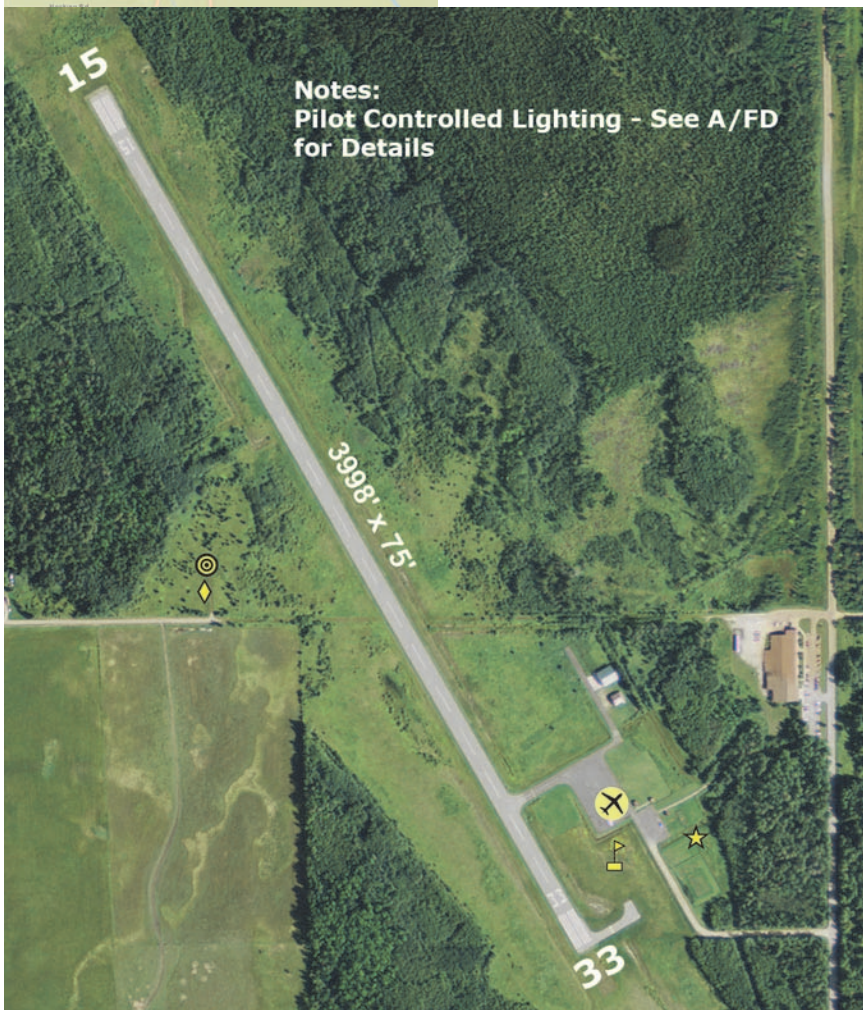 15
Notes:
Pilot Controlled Lighting - See A/FD
for Details
3998' x 75'
33